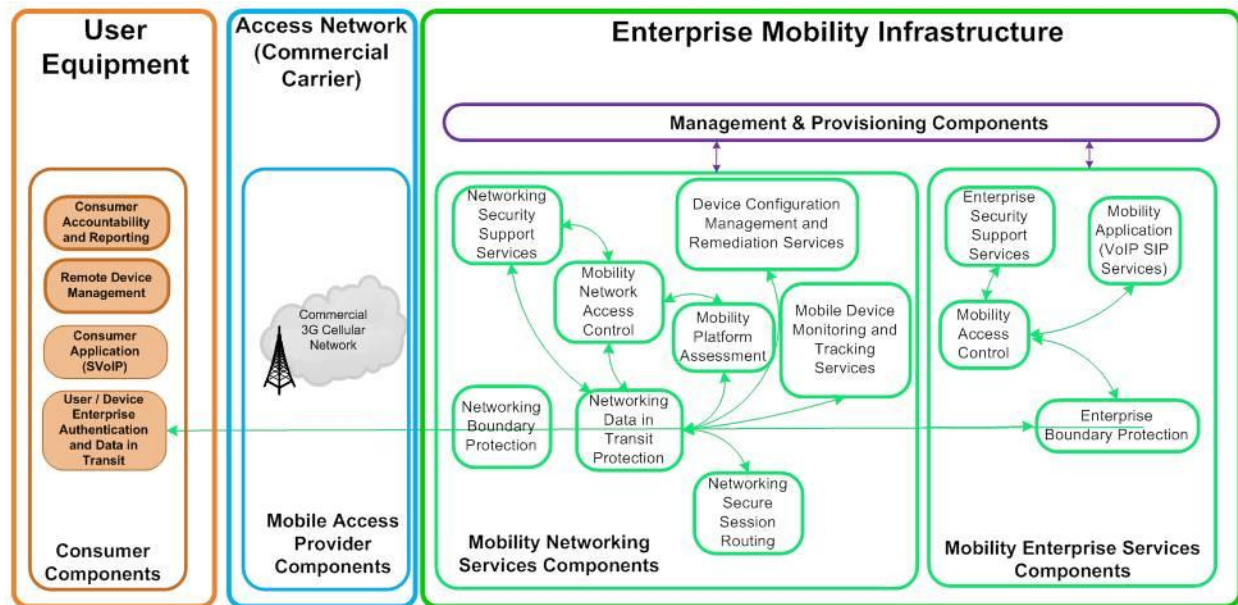 User
Equipment
Consumer
Accountability
and Reporting
Remote Device
Management
Consumer
Application
(SVoIP)
User / Device
Enterprise
Authentication
and Data in
Transit
Consumer
Components
Access Network
(Commercial
Carrier)
Commercial
3G Cellular
Network
Mobile Access
Provider
Components
Enterprise Mobility Infrastructure
Management & Provisioning Components
Networking
Security
Support
Services
Device Configuration
Management and
Remediation Services
Mobility
Network
Access
Control
Mobility
Platform
Assessment
Mobile Device
Monitoring and
Tracking
Services
Networking
Boundary
Protection
Networking
Data in
Transit
Protection
Networking
Secure
Session
Routing
Mobility Networking
Services Components
Enterprise
Security
Support
Services
Mobility
Application
(VoIP SIP
Services)
Mobility
Access
Control
Enterprise
Boundary Protection
Mobility Enterprise Services
Components